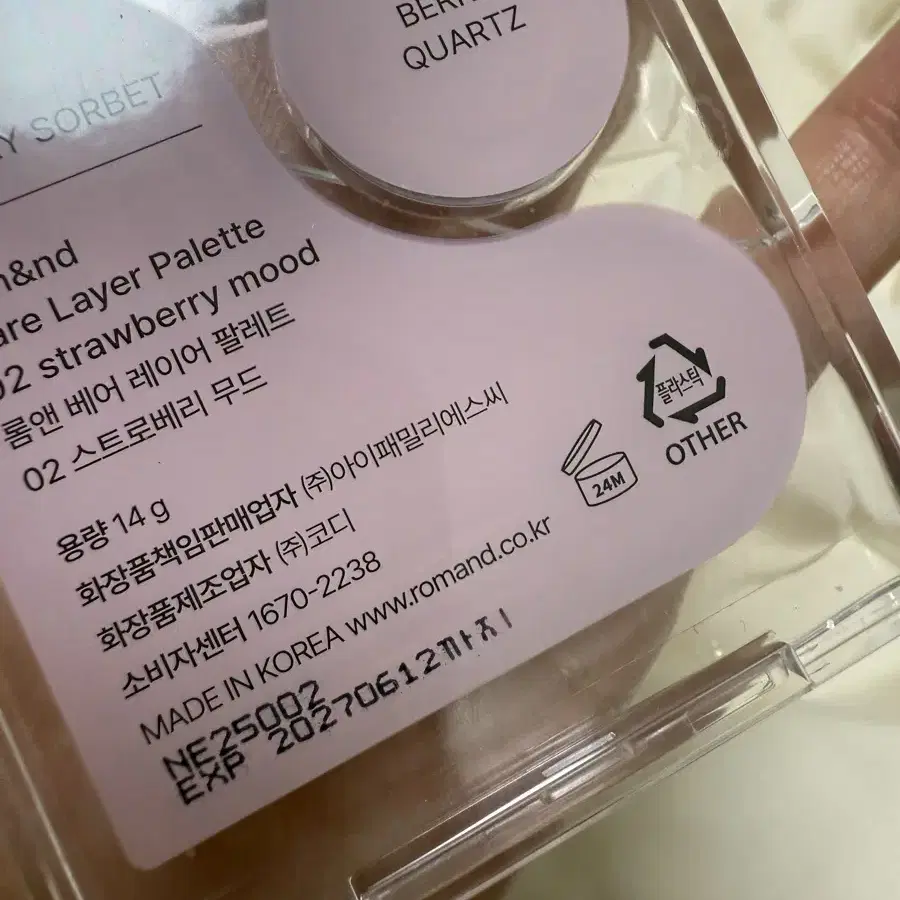 QUARTZ
SORBET
Layer Palette
02 strawberry mood
롬앤 베어 레이어 팔레트
02 스트로베리 무드
용량 14 g
화장품책임판매업자 (주)아이패밀리에스씨
화장품제조업자 (주)코디
소비자센터 1670-2238
MADE IN KOREA www.romand.co.kr
NE25002
EXP 20270612까지
24M
플라스틱
OTHER